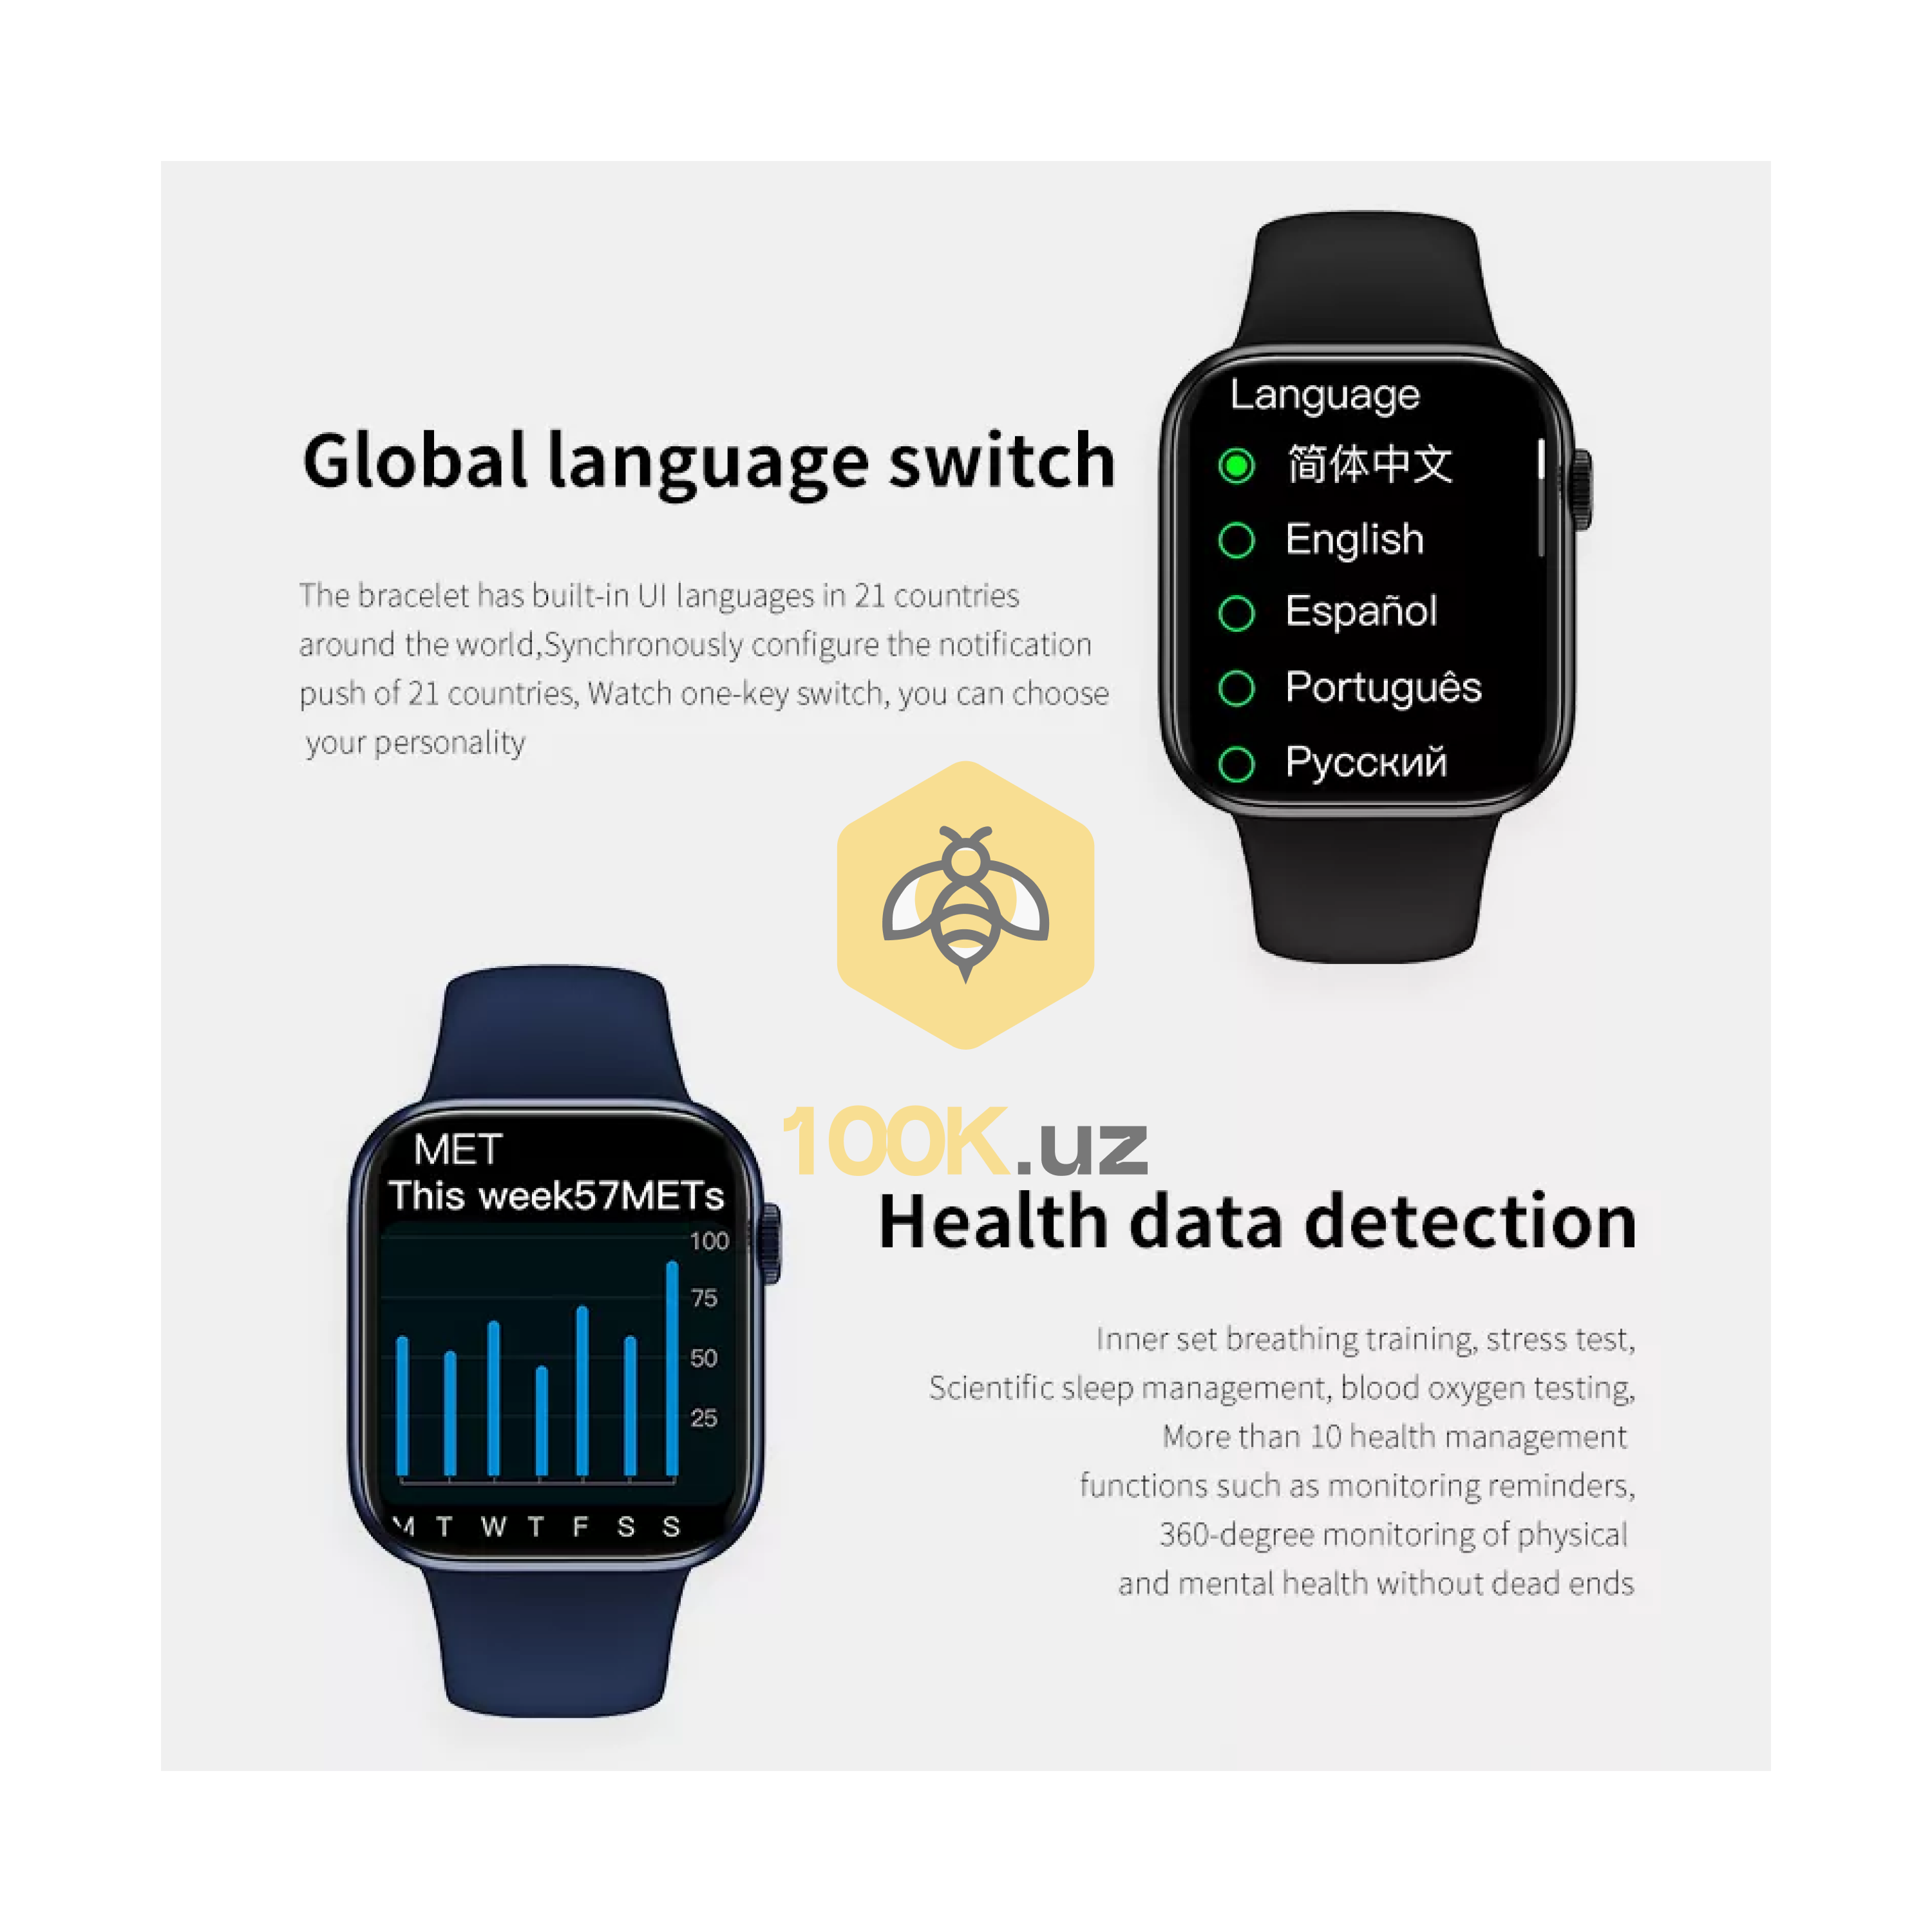 Global language switch
The bracelet has built-in UI languages in 21 countries
around the world,Synchronously configure the notification
push of 21 countries, Watch one-key switch, you can choose
your personality
Language
简体中文
English
Español
Português
Русский
100K.uz
MET
This week57METs
100
75
50
25
M T W T F S S
Health data detection
Inner set breathing training, stress test,
Scientific sleep management, blood oxygen testing,
More than 10 health management
functions such as monitoring reminders,
360-degree monitoring of physical
and mental health without dead ends